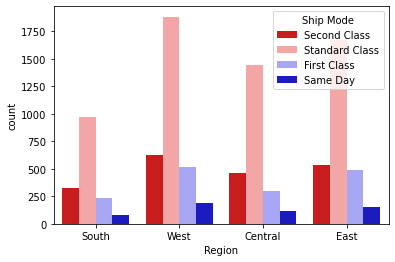 Ship Mode
Second Class
Standard Class
First Class
Same Day
1750
1500
1250
1000
750
500
250
0
count
South West Central East
Region